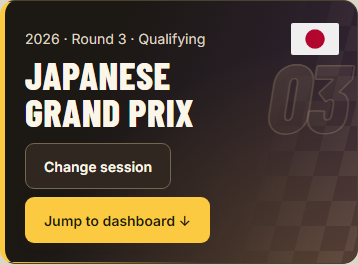 2026 · Round 3 · Qualifying
JAPANESE
GRAND PRIX
03
Change session
Jump to dashboard ↓